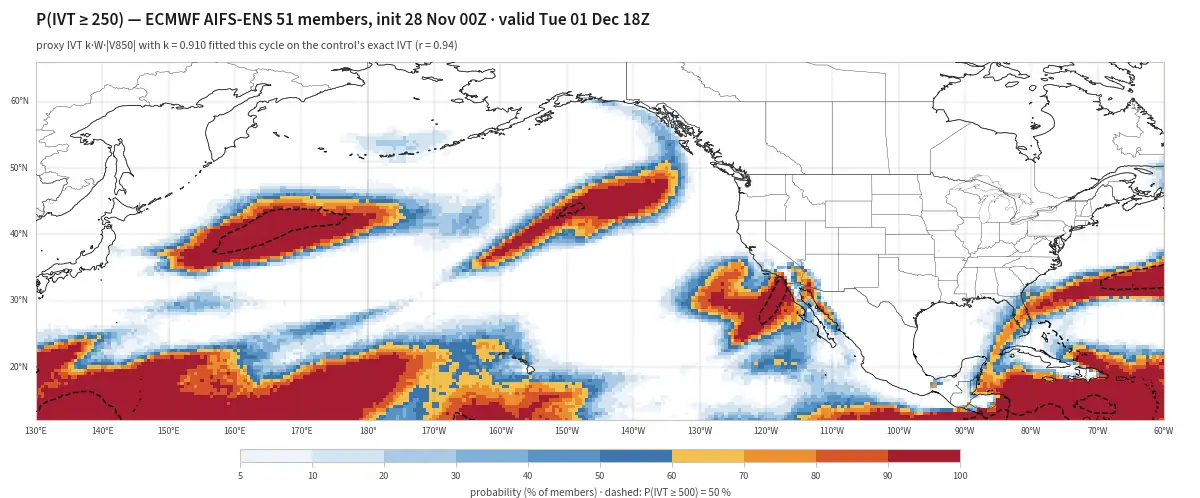 P(IVT ≥ 250) — ECMWF AIFS-ENS 51 members, init 28 Nov 00Z · valid Tue 01 Dec 18Z
proxy IVT k·W·|V850| with k = 0.910 fitted this cycle on the control's exact IVT (r = 0.94)
60°N
50°N
40°N
30°N
20°N
130°E 140°E 150°E 160°E 170°E 180° 170°W 160°W 150°W 140°W 130°W 120°W 110°W 100°W 90°W 80°W 70°W 60°W
5 10 20 30 40 50 60 70 80 90 100
probability (% of members) · dashed: P(IVT ≥ 500) = 50 %